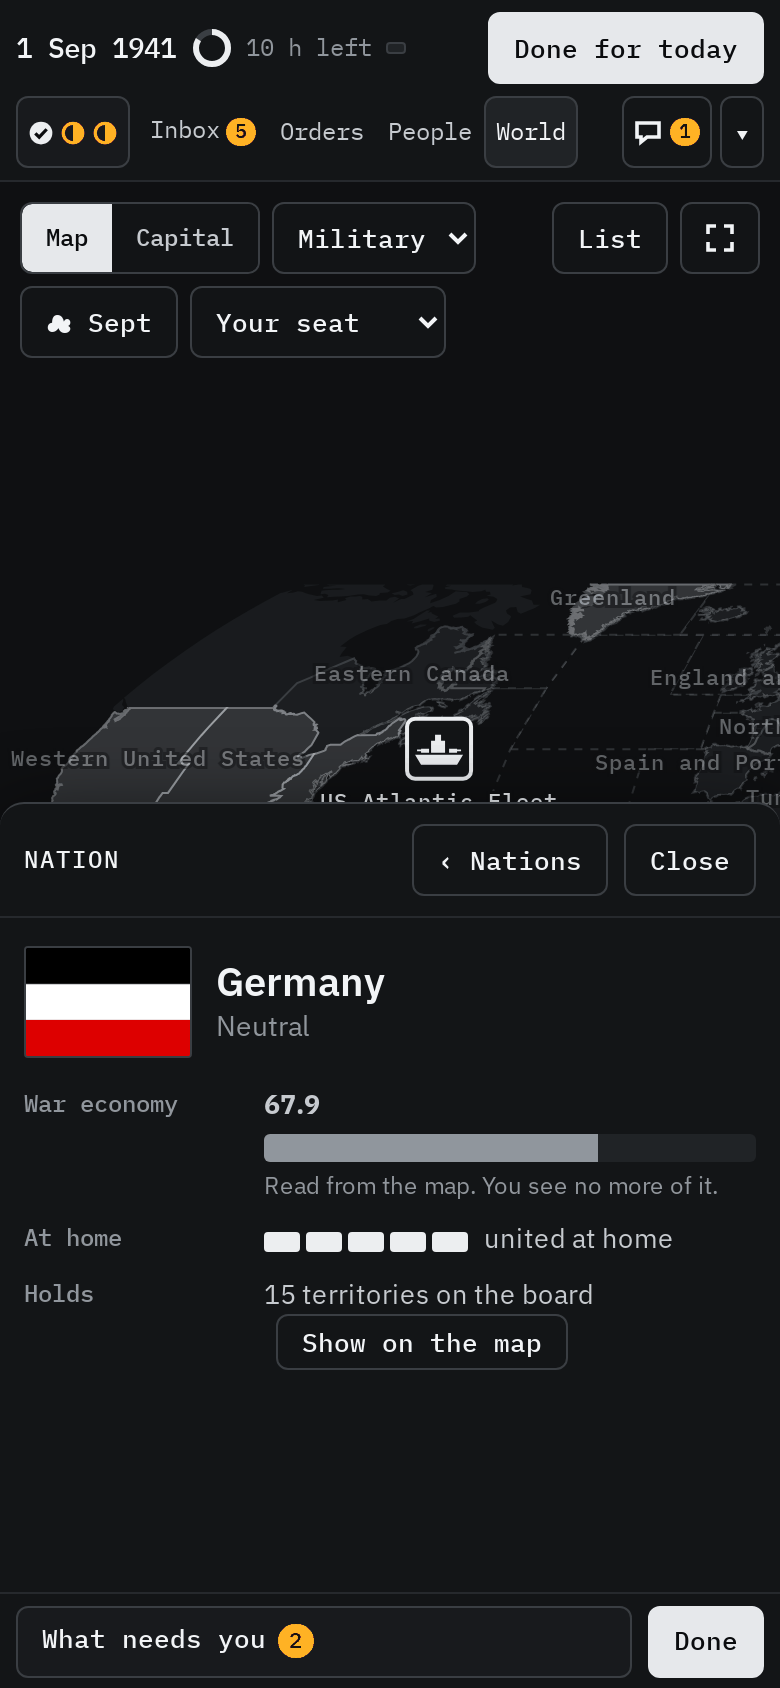 1 Sep 1941 10 h left Done for today
Inbox 5 Orders People World 1
Map Capital Military List
Sept Your seat
Greenland
Eastern Canada
England
Western United States
Spain and
US Atlantic Fleet
NATION ‹ Nations Close
Germany
Neutral
War economy 67.9
Read from the map. You see no more of it.
At home united at home
Holds 15 territories on the board
Show on the map
What needs you 2 Done